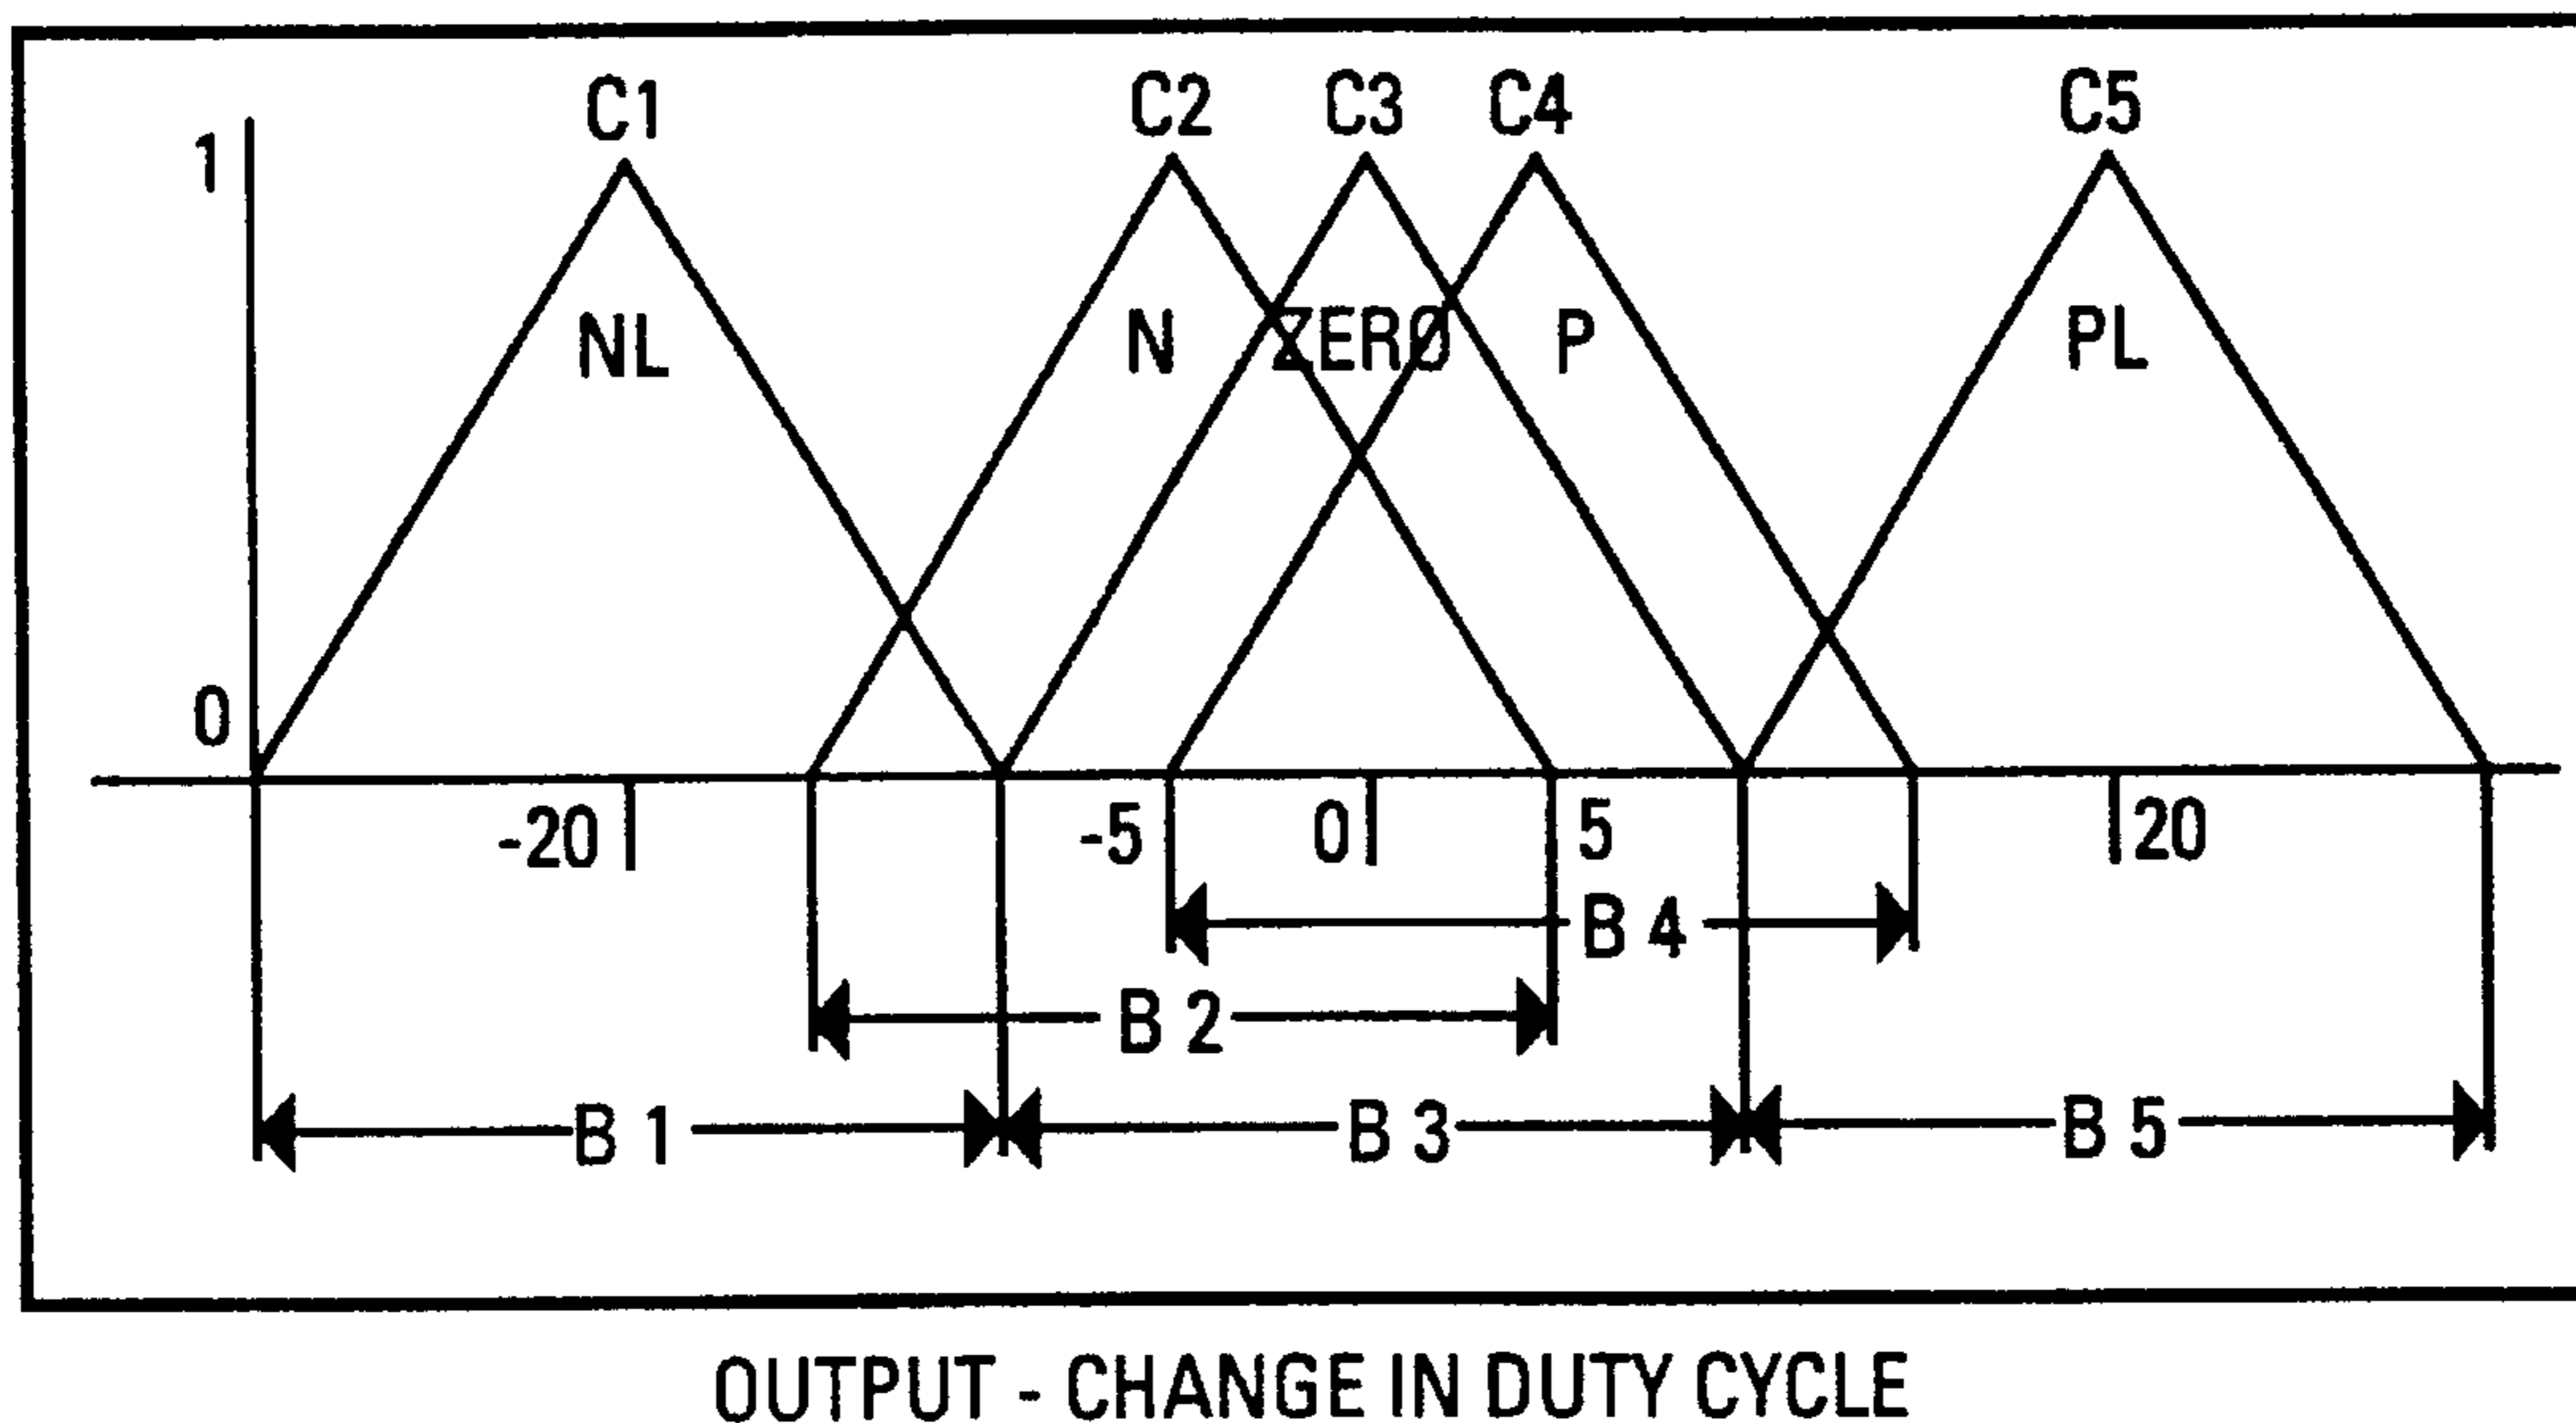 C1 C2 C3 C4 C5
1
NL N ZERO P PL
0
-20 -5 0 5 20
B 4
B 2
B 1 B 3 B 5
OUTPUT - CHANGE IN DUTY CYCLE